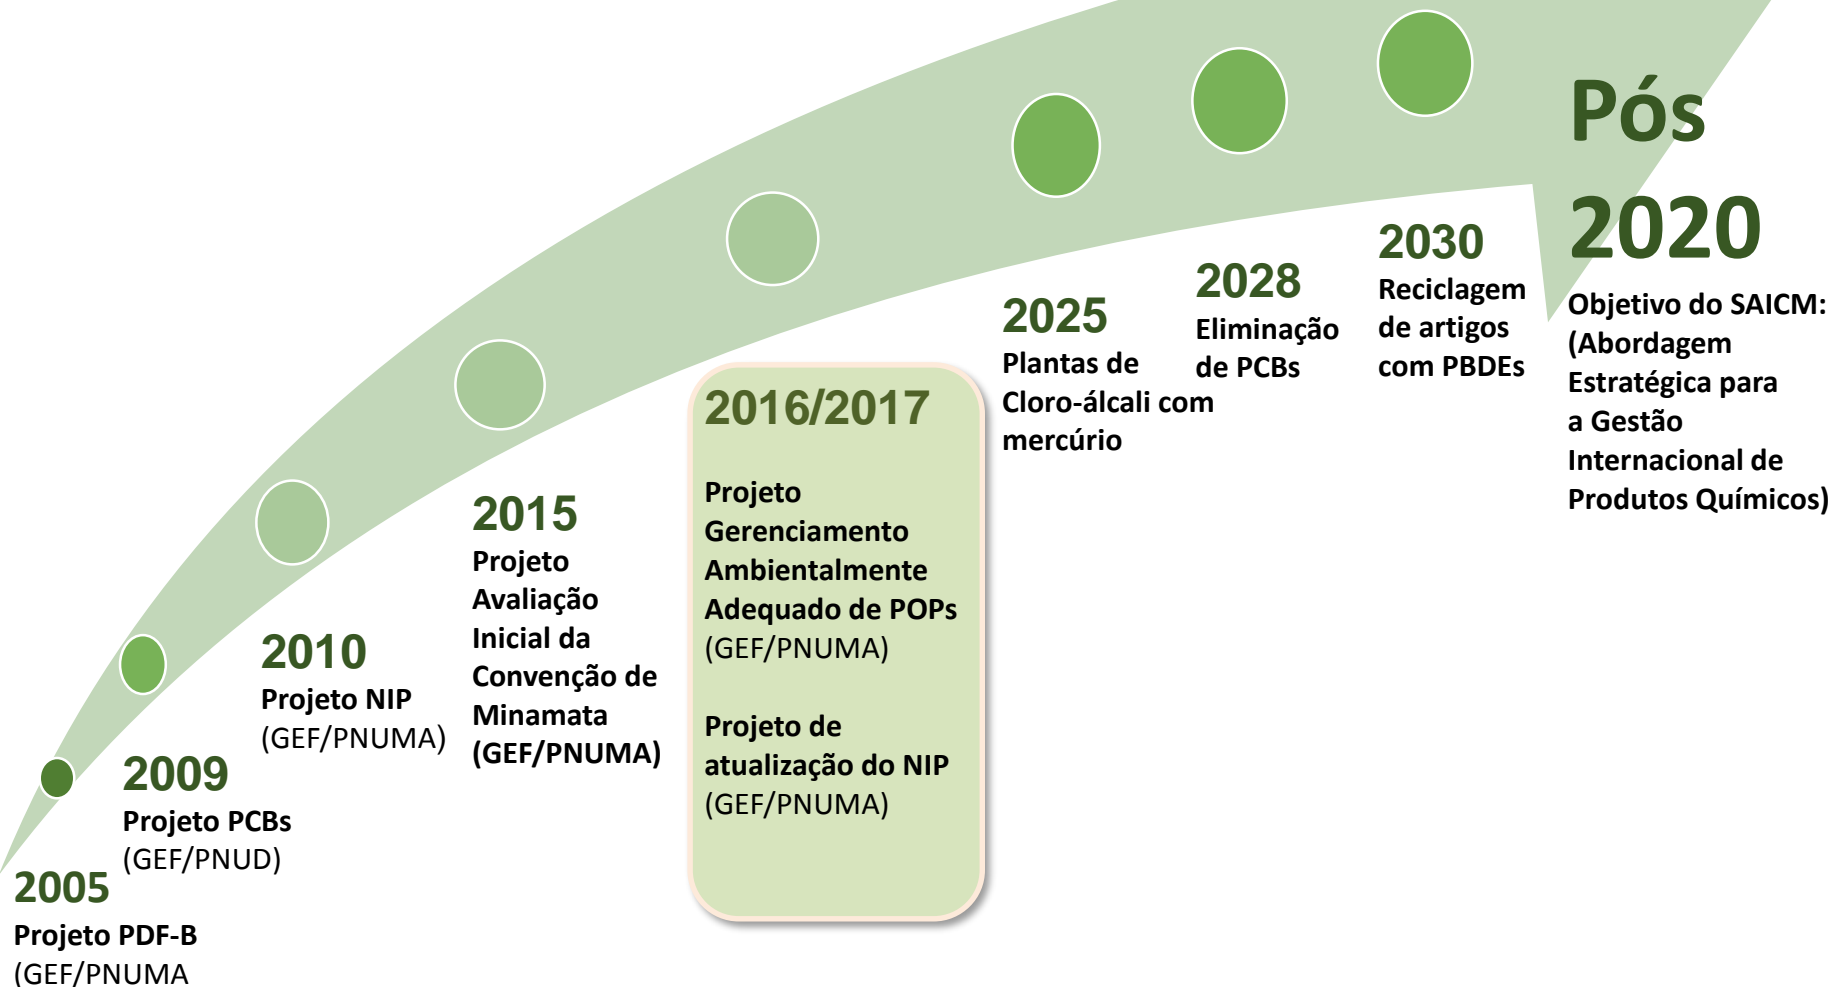 2005
Projeto PDF-B
(GEF/PNUMA
2009
Projeto PCBs
(GEF/PNUD)
2010
Projeto NIP
(GEF/PNUMA)
2015
Projeto
Avaliação
Inicial da
Convenção de
Minamata
(GEF/PNUMA)
2016/2017
Projeto
Gerenciamento
Ambientalmente
Adequado de POPs
(GEF/PNUMA)
Projeto de
atualização do NIP
(GEF/PNUMA)
2025
Plantas de
Cloro-álcali com
mercúrio
2028
Eliminação
de PCBs
2030
Reciclagem
de artigos
com PBDEs
Pós
2020
Objetivo do SAICM:
(Abordagem
Estratégica para
a Gestão
Internacional de
Produtos Químicos)